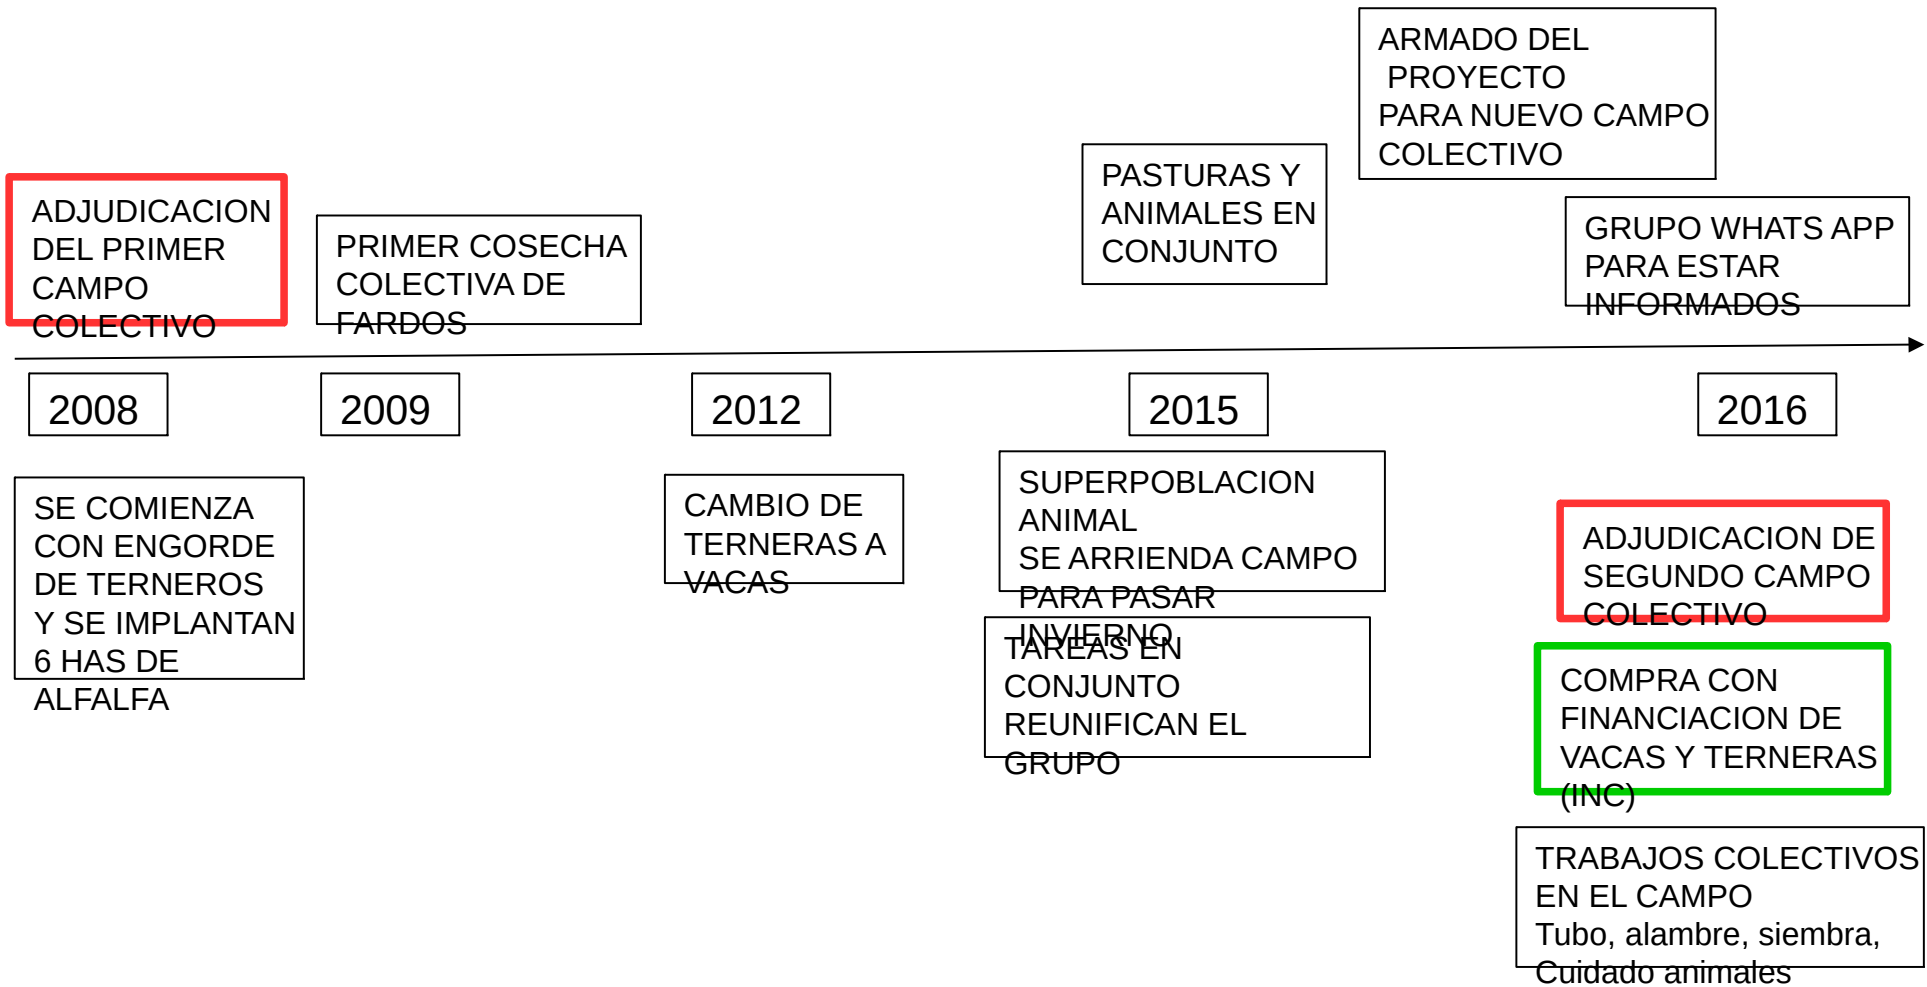 ARMADO DEL
PROYECTO
PARA NUEVO CAMPO
COLECTIVO
PASTURAS Y
ANIMALES EN
CONJUNTO
ADJUDICACION
DEL PRIMER
CAMPO
COLECTIVO
PRIMER COSECHA
COLECTIVA DE
FARDOS
GRUPO WHATS APP
PARA ESTAR
INFORMADOS
2008
2009
2012
2015
2016
SE COMIENZA
CON ENGORDE
DE TERNEROS
Y SE IMPLANTAN
6 HAS DE
ALFALFA
CAMBIO DE
TERNERAS A
VACAS
SUPERPOBLACION
ANIMAL
SE ARRIENDA CAMPO
PARA PASAR
INVIERNO
TAREAS EN
CONJUNTO
REUNIFICAN EL
GRUPO
ADJUDICACION DE
SEGUNDO CAMPO
COLECTIVO
COMPRA CON
FINANCIACION DE
VACAS Y TERNERAS
(INC)
TRABAJOS COLECTIVOS
EN EL CAMPO
Tubo, alambre, siembra,
Cuidado animales